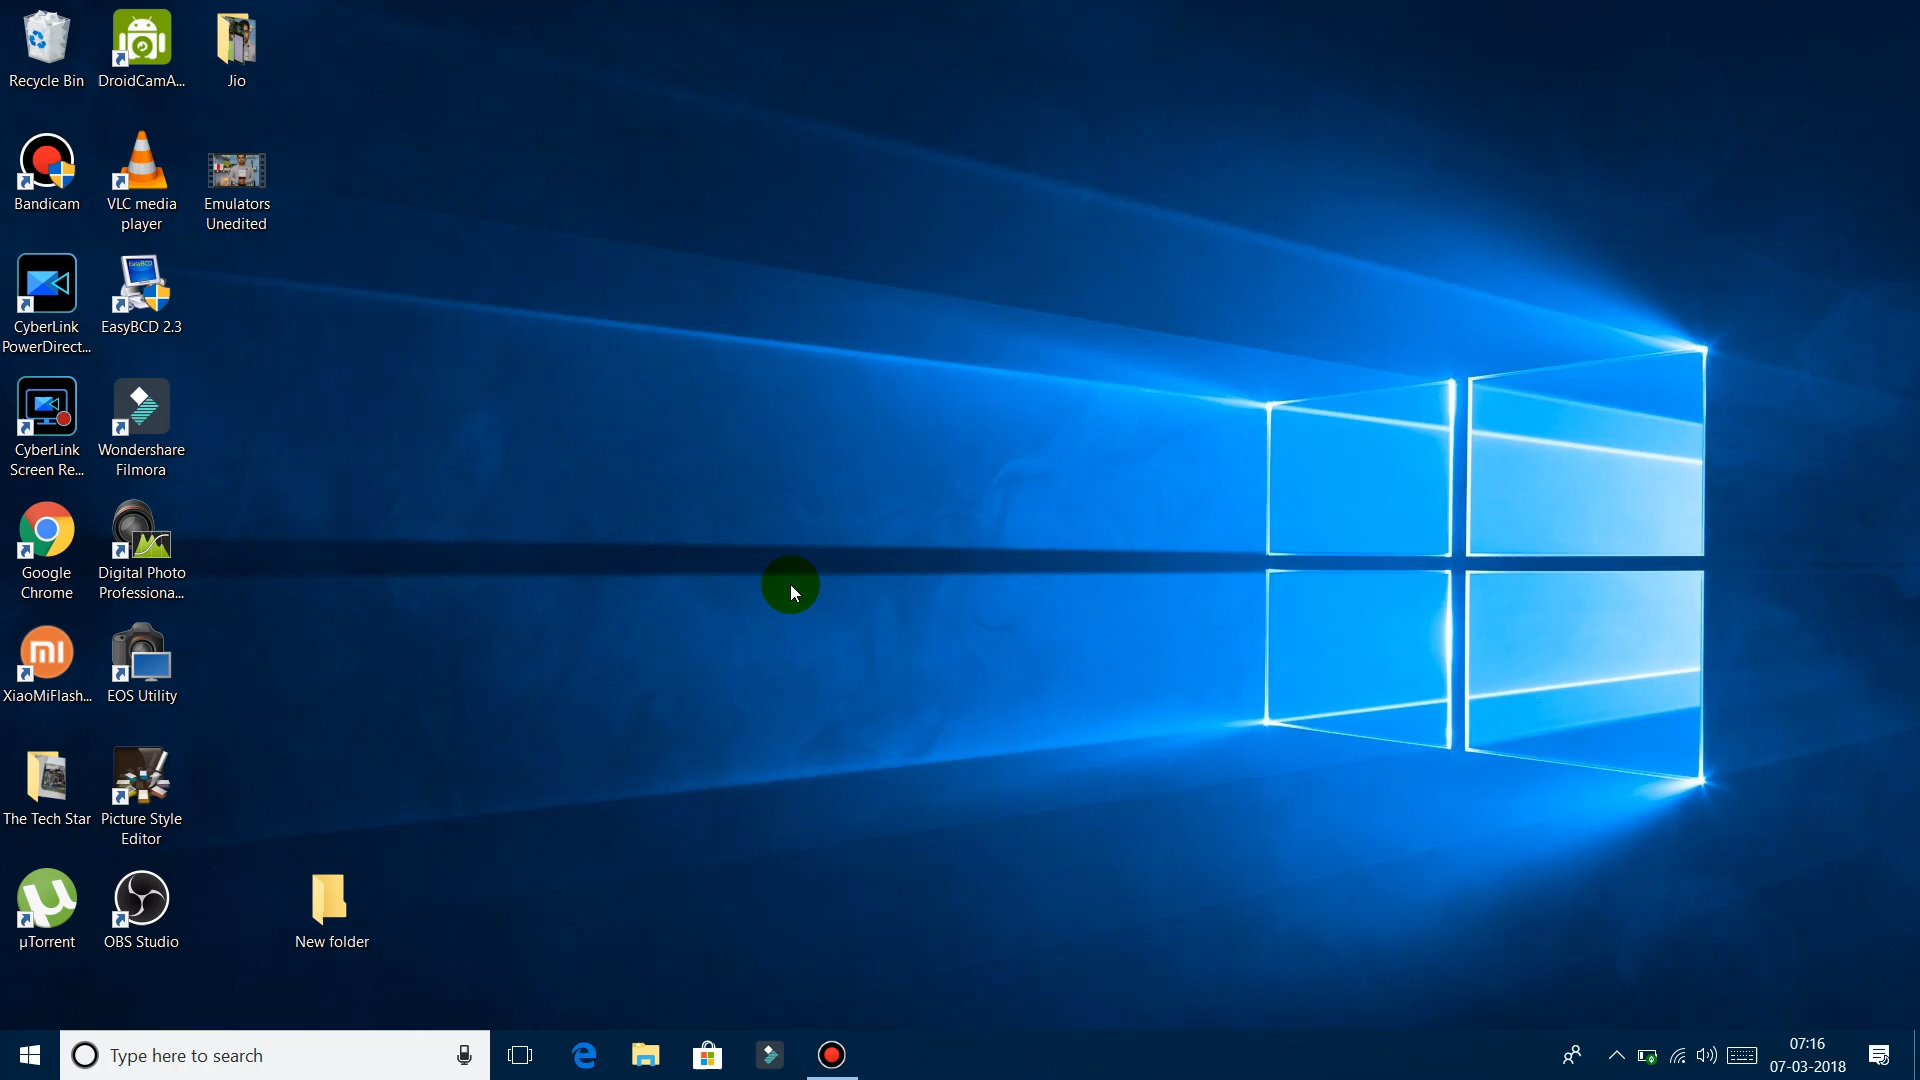 Recycle Bin
DroidCamA...
Jio
Bandicam
VLC media
player
Emulators
Unedited
CyberLink
PowerDirect...
EasyBCD
EasyBCD 2.3
CyberLink
Screen Re...
Wondershare
Filmora
Google
Chrome
Digital Photo
Professiona...
XiaoMiFlash...
EOS Utility
The Tech Star
Picture Style
Editor
µTorrent
OBS Studio
New folder
Type here to search
07:16
07-03-2018